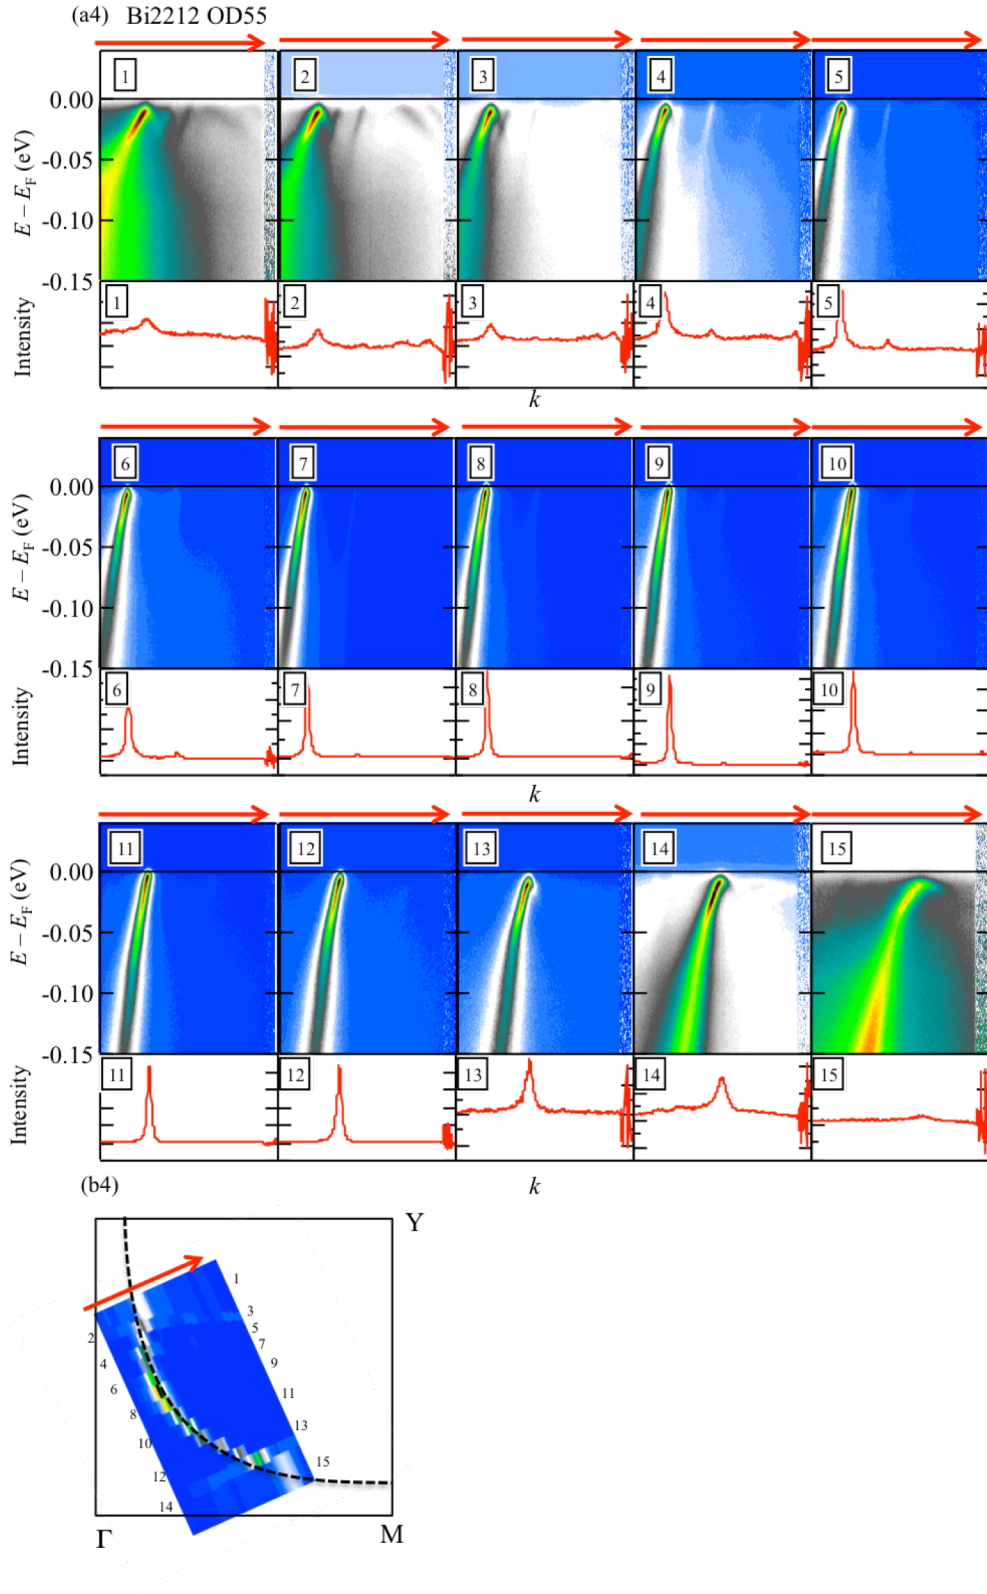 (a4) Bi2212 OD55
1 2 3 4 5
0.00
-0.05
-0.10
-0.15
E − E_F (eV)
1 2 3 4 5
Intensity
k
6 7 8 9 10
0.00
-0.05
-0.10
-0.15
E − E_F (eV)
6 7 8 9 10
Intensity
k
11 12 13 14 15
0.00
-0.05
-0.10
-0.15
E − E_F (eV)
11 12 13 14 15
Intensity
k
(b4)
Y
1
3
5
2
7
4
9
6
11
8
13
10
15
12
14
Γ
M